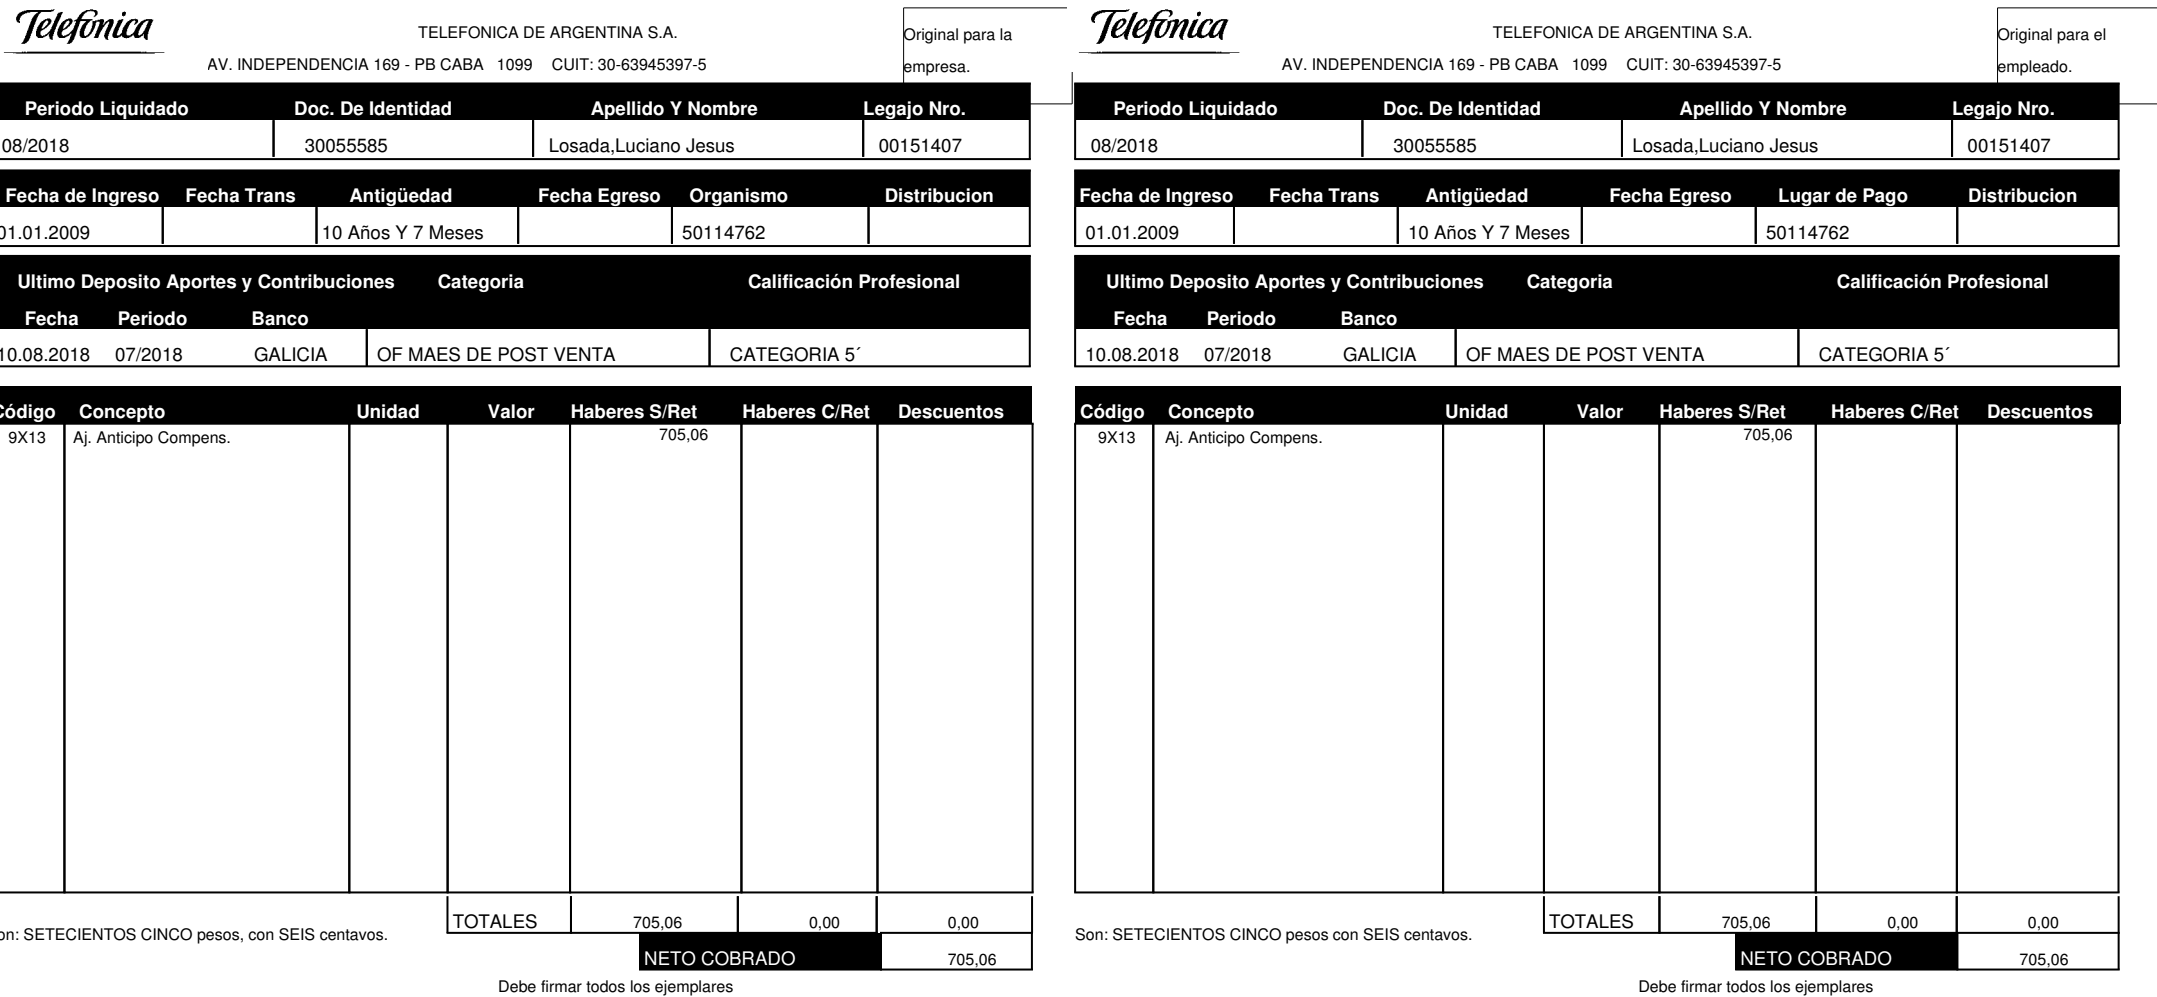 Telefónica
TELEFONICA DE ARGENTINA S.A.
Original para la
AV. INDEPENDENCIA 169 - PB CABA 1099 CUIT: 30-63945397-5
empresa.
Periodo Liquidado Doc. De Identidad Apellido Y Nombre Legajo Nro.
08/2018 30055585 Losada,Luciano Jesus 00151407
Fecha de Ingreso Fecha Trans Antigüedad Fecha Egreso Organismo Distribucion
01.01.2009 10 Años Y 7 Meses 50114762
Ultimo Deposito Aportes y Contribuciones Categoria Calificación Profesional
Fecha Periodo Banco
10.08.2018 07/2018 GALICIA OF MAES DE POST VENTA CATEGORIA 5´
Código Concepto Unidad Valor Haberes S/Ret Haberes C/Ret Descuentos
9X13 Aj. Anticipo Compens. 705,06
TOTALES 705,06 0,00 0,00
on: SETECIENTOS CINCO pesos, con SEIS centavos.
NETO COBRADO 705,06
Debe firmar todos los ejemplares
Telefónica
TELEFONICA DE ARGENTINA S.A.
Original para el
AV. INDEPENDENCIA 169 - PB CABA 1099 CUIT: 30-63945397-5
empleado.
Periodo Liquidado Doc. De Identidad Apellido Y Nombre Legajo Nro.
08/2018 30055585 Losada,Luciano Jesus 00151407
Fecha de Ingreso Fecha Trans Antigüedad Fecha Egreso Lugar de Pago Distribucion
01.01.2009 10 Años Y 7 Meses 50114762
Ultimo Deposito Aportes y Contribuciones Categoria Calificación Profesional
Fecha Periodo Banco
10.08.2018 07/2018 GALICIA OF MAES DE POST VENTA CATEGORIA 5´
Código Concepto Unidad Valor Haberes S/Ret Haberes C/Ret Descuentos
9X13 Aj. Anticipo Compens. 705,06
TOTALES 705,06 0,00 0,00
Son: SETECIENTOS CINCO pesos con SEIS centavos.
NETO COBRADO 705,06
Debe firmar todos los ejemplares